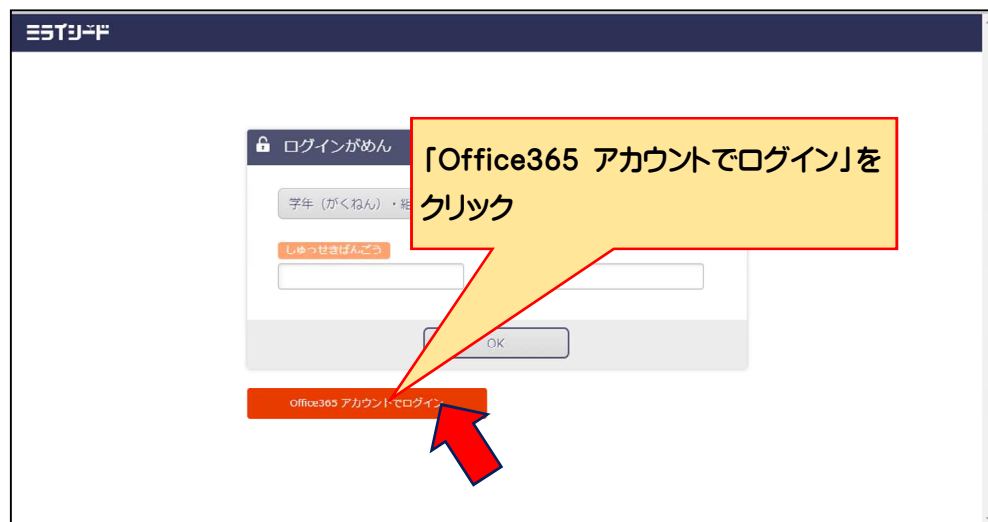 ミライシード
ログインがめん
「Office365 アカウントでログイン」を
クリック
学年（がくねん）・組
しゅっせきばんごう
OK
Office365 アカウントでログイン